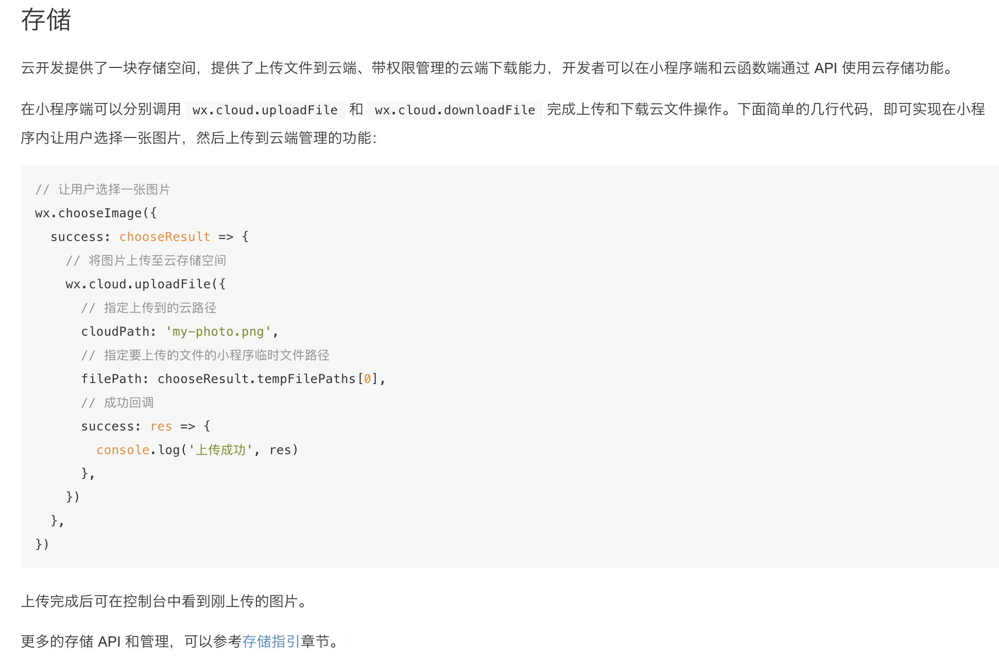 存储
云开发提供了一块存储空间，提供了上传文件到云端、带权限管理的云端下载能力，开发者可以在小程序端和云函数端通过 API 使用云存储功能。
在小程序端可以分别调用 wx.cloud.uploadFile 和 wx.cloud.downloadFile 完成上传和下载云文件操作。下面简单的几行代码，即可实现在小程
序内让用户选择一张图片，然后上传到云端管理的功能：
// 让用户选择一张图片
wx.chooseImage({
  success: chooseResult => {
    // 将图片上传至云存储空间
    wx.cloud.uploadFile({
      // 指定上传到的云路径
      cloudPath: 'my-photo.png',
      // 指定要上传的文件的小程序临时文件路径
      filePath: chooseResult.tempFilePaths[0],
      // 成功回调
      success: res => {
        console.log('上传成功', res)
      },
    })
  },
})
上传完成后可在控制台中看到刚上传的图片。
更多的存储 API 和管理，可以参考存储指引章节。